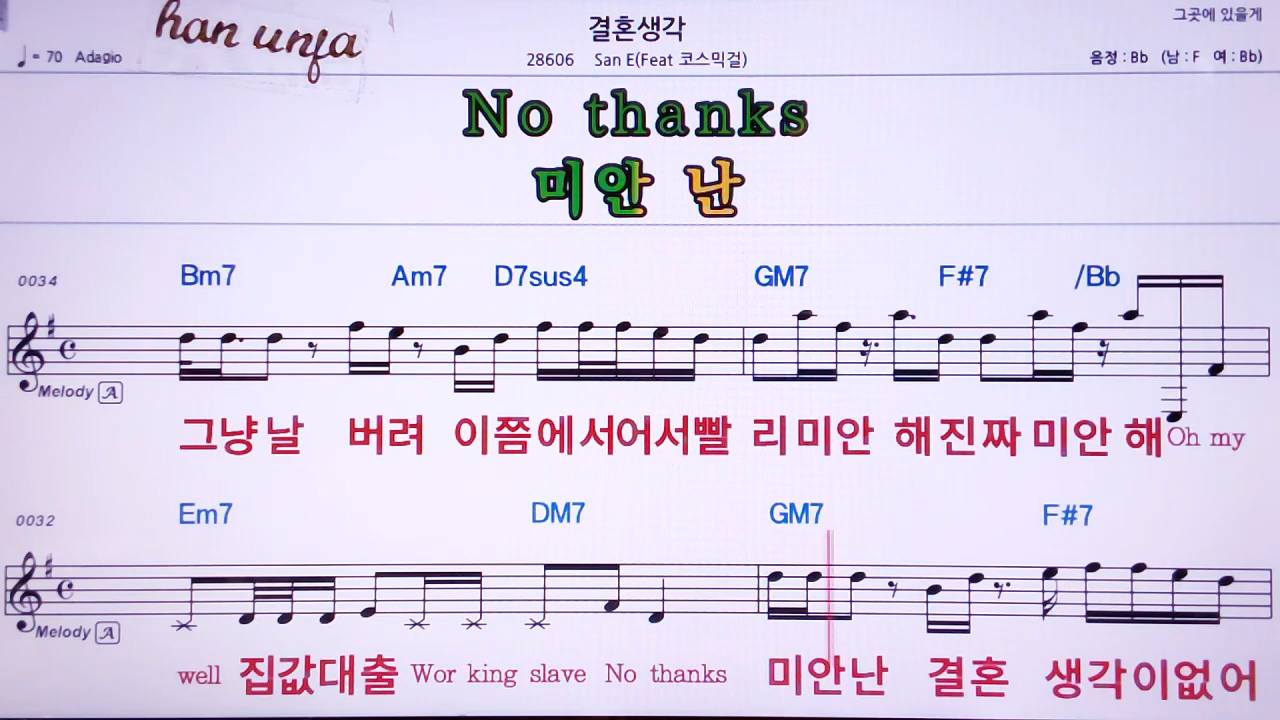 han unja
결혼생각
그곳에 있을게
♩= 70 Adagio
28606 San E(Feat 코스믹걸)
음정 : Bb (남 : F 여 : Bb)
No thanks
미안 난
0034
Bm7 Am7 D7sus4 GM7 F#7 /Bb
Melody A
그냥날 버려 이쯤에서어서빨 리미안 해진짜 미안 해Oh my
0032
Em7 DM7 GM7 F#7
Melody A
well 집값대출 Wor king slave No thanks 미안난 결혼 생각이없어